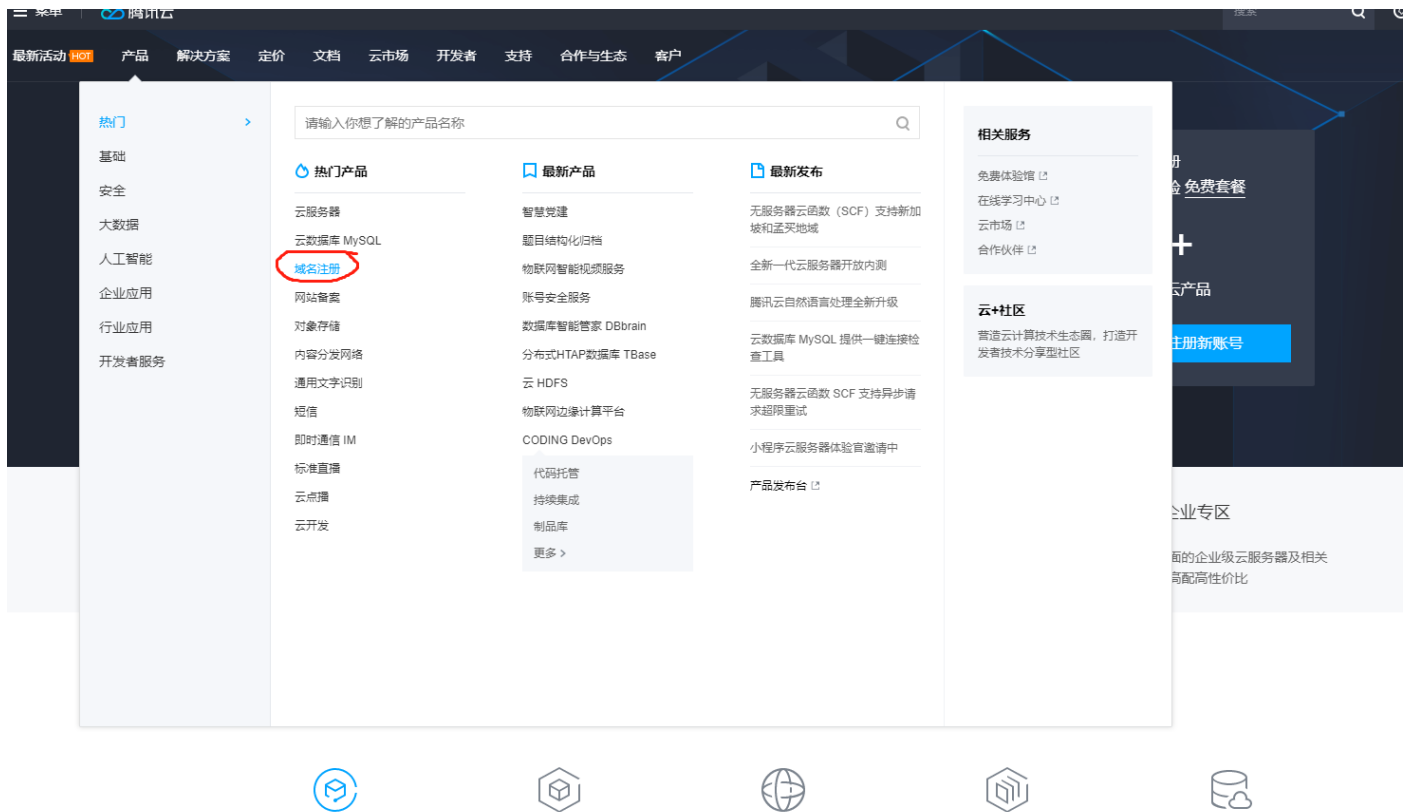 菜单
腾讯云
搜索
最新活动 HOT 产品 解决方案 定价 文档 云市场 开发者 支持 合作与生态 客户
热门
基础
安全
大数据
人工智能
企业应用
行业应用
开发者服务
请输入你想了解的产品名称
热门产品
云服务器
云数据库 MySQL
域名注册
网站备案
对象存储
内容分发网络
通用文字识别
短信
即时通信 IM
标准直播
云点播
云开发
最新产品
智慧党建
题目结构化归档
物联网智能视频服务
账号安全服务
数据库智能管家 DBbrain
分布式HTAP数据库 TBase
云 HDFS
物联网边缘计算平台
CODING DevOps
代码托管
持续集成
制品库
更多 >
最新发布
无服务器云函数（SCF）支持新加
坡和孟买地域
全新一代云服务器开放内测
腾讯云自然语言处理全新升级
云数据库 MySQL 提供一键连接检
查工具
无服务器云函数 SCF 支持异步请
求超限重试
小程序云服务器体验官邀请中
产品发布台
相关服务
免费体验馆
在线学习中心
云市场
合作伙伴
云+社区
营造云计算技术生态圈，打造开
发者技术分享型社区
册
验 免费套餐
+
云产品
注册新账号
企业专区
面的企业级云服务器及相关
高配高性价比